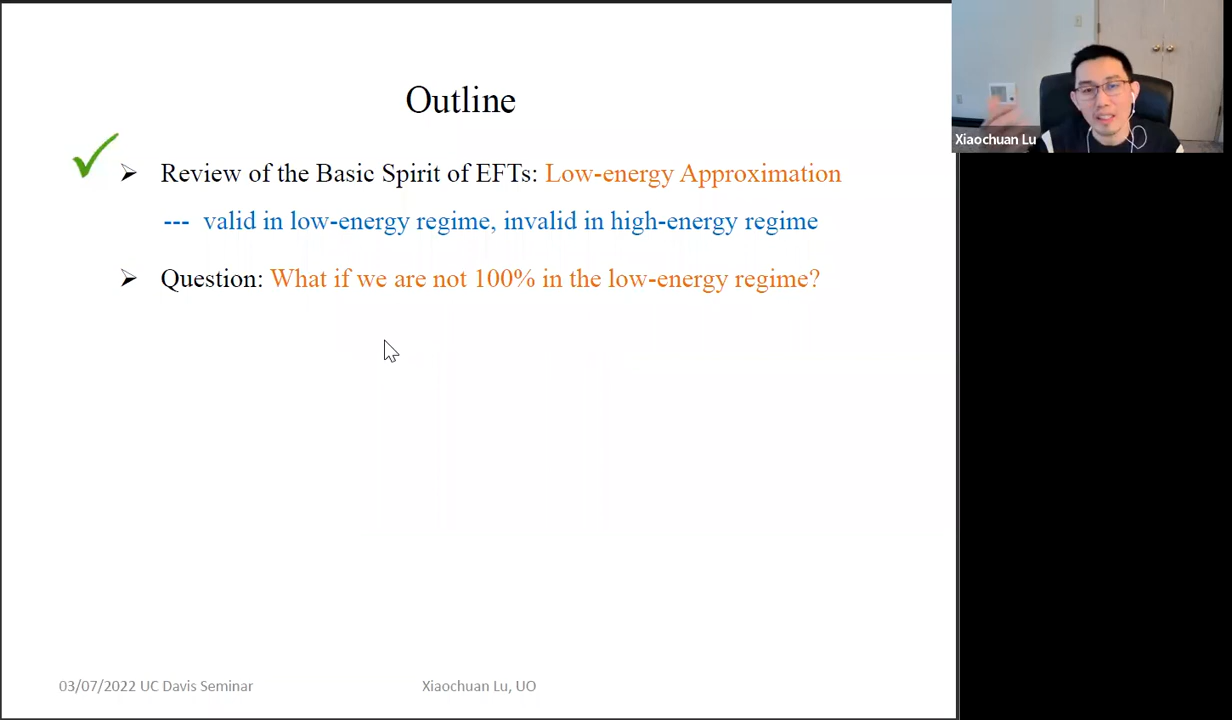 Outline
Review of the Basic Spirit of EFTs: Low-energy Approximation
--- valid in low-energy regime, invalid in high-energy regime
Question: What if we are not 100% in the low-energy regime?
03/07/2022 UC Davis Seminar
Xiaochuan Lu, UO
Xiaochuan Lu